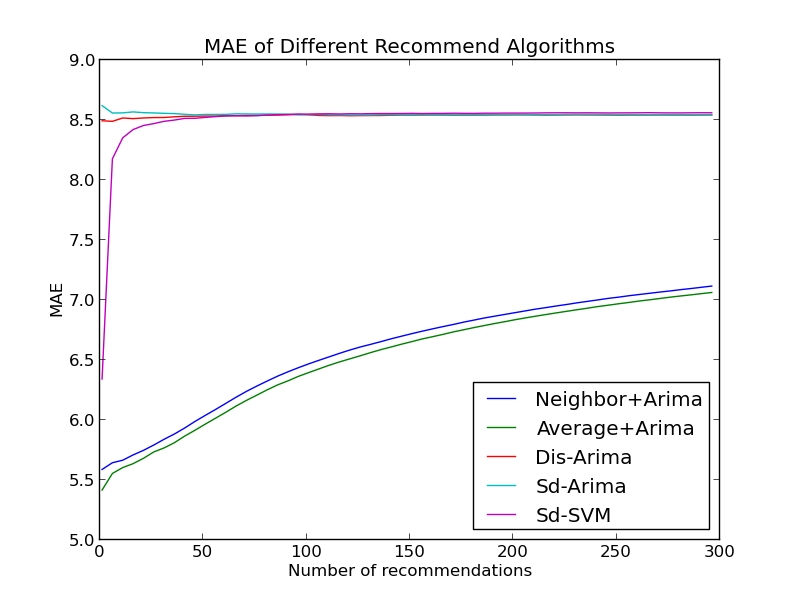 MAE of Different Recommend Algorithms
9.0
8.5
8.0
7.5
7.0
6.5
6.0
5.5
5.0
MAE
Neighbor+Arima
Average+Arima
Dis-Arima
Sd-Arima
Sd-SVM
0 50 100 150 200 250 300
Number of recommendations